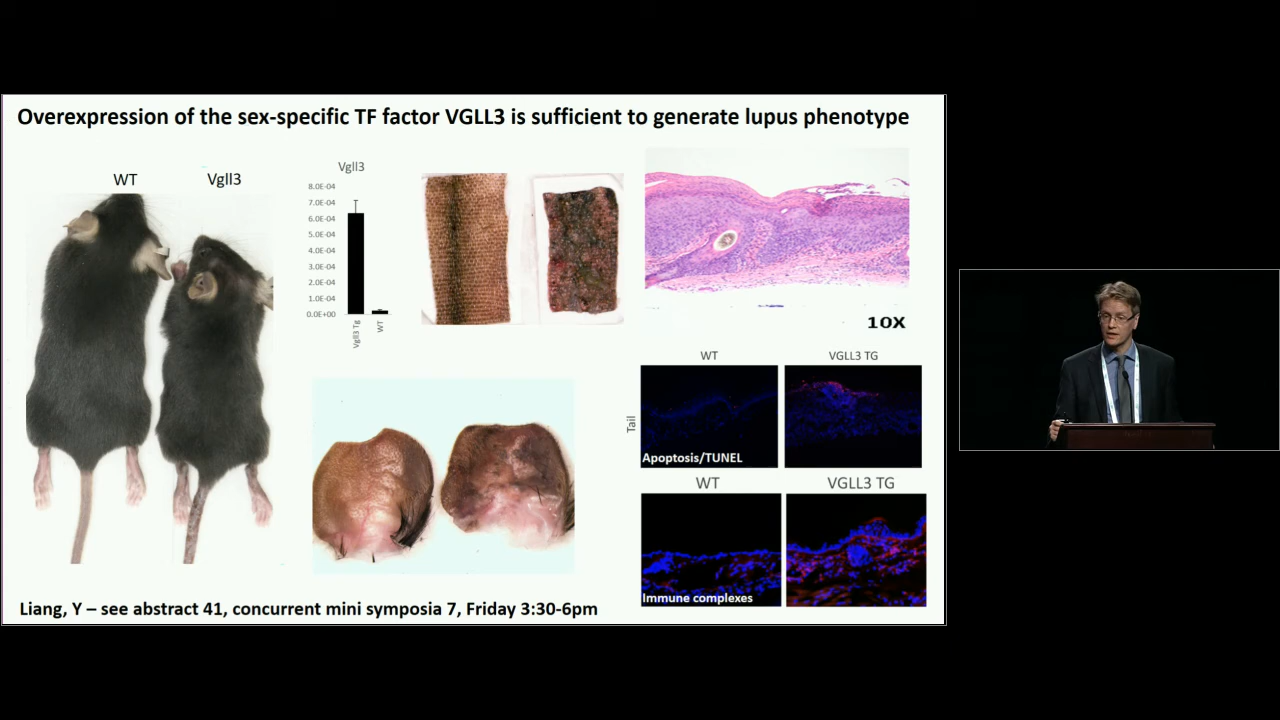 Overexpression of the sex-specific TF factor VGLL3 is sufficient to generate lupus phenotype
WT
Vgll3
Vgll3
8.0E-04
7.0E-04
6.0E-04
5.0E-04
4.0E-04
3.0E-04
2.0E-04
1.0E-04
0.0E+00
Vgll3 Tg
WT
10X
WT
VGLL3 TG
Tail
Apoptosis/TUNEL
WT
VGLL3 TG
Immune complexes
Liang, Y – see abstract 41, concurrent mini symposia 7, Friday 3:30-6pm